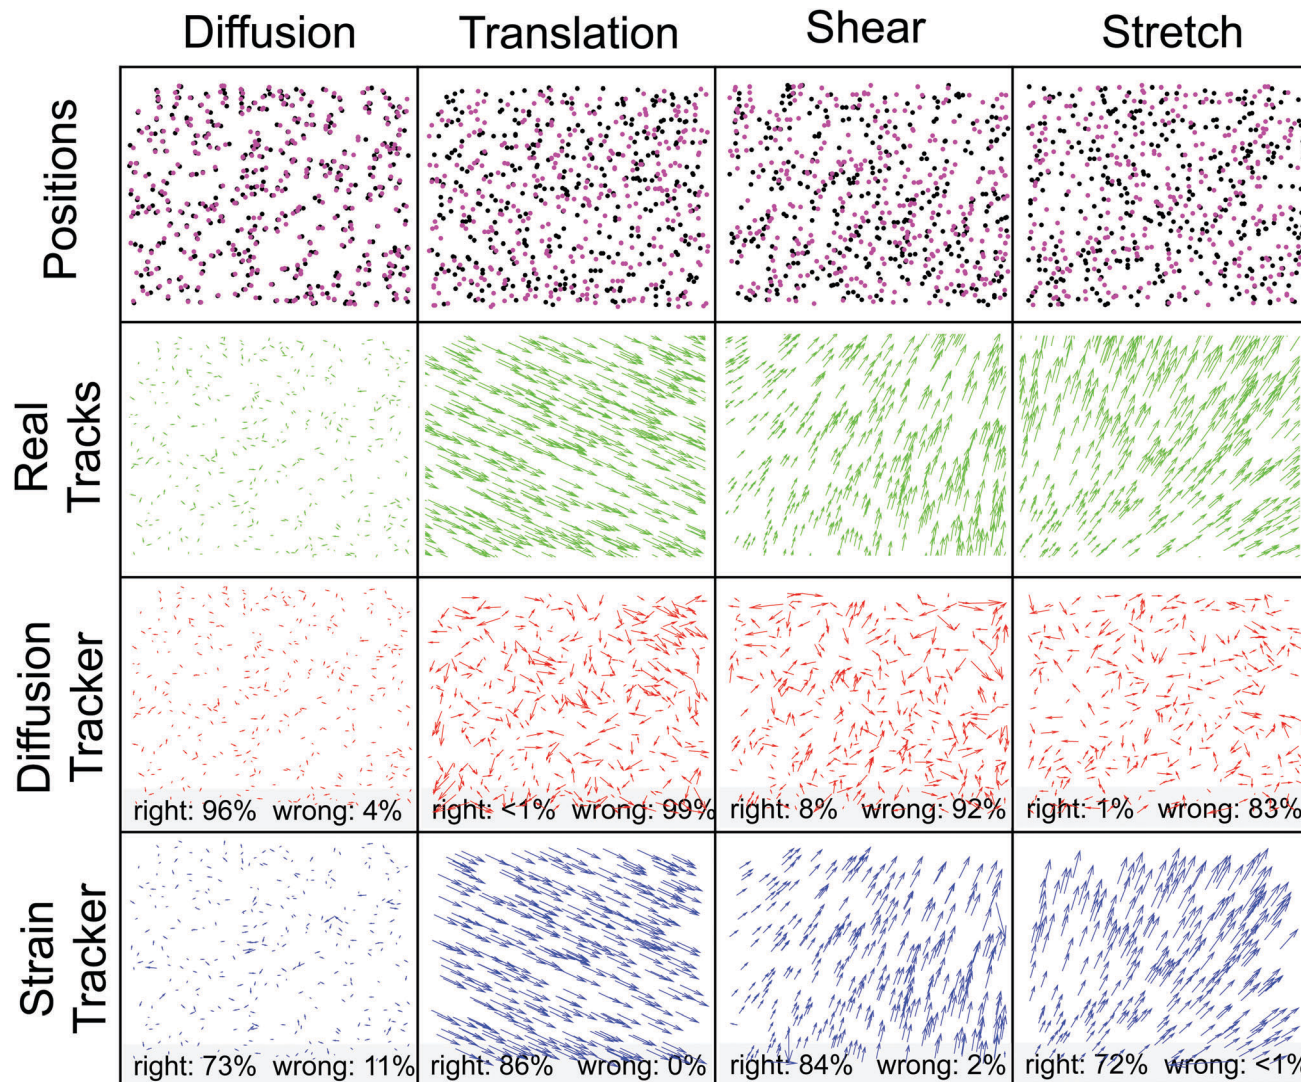 Diffusion Translation Shear Stretch
Positions
Real
Tracks
Diffusion
Tracker
right: 96% wrong: 4% right: <1% wrong: 99% right: 8% wrong: 92% right: 1% wrong: 83%
Strain
Tracker
right: 73% wrong: 11% right: 86% wrong: 0% right: 84% wrong: 2% right: 72% wrong: <1%